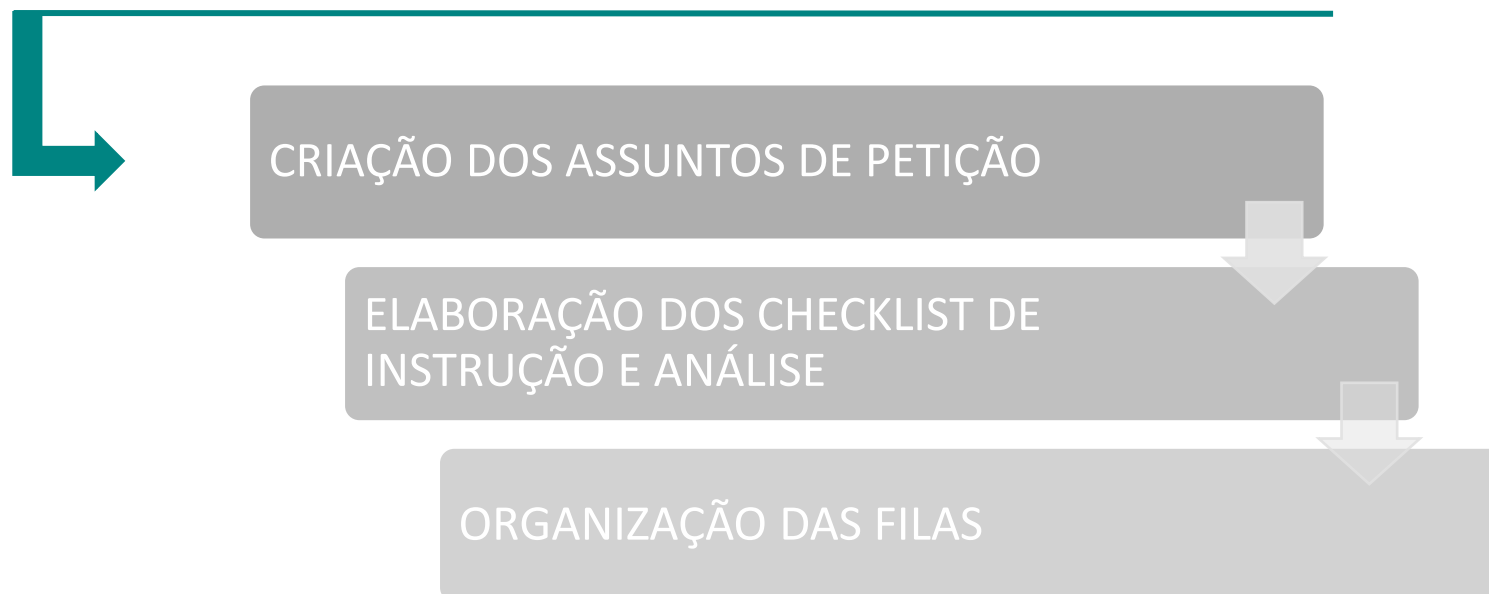 CRIAÇÃO DOS ASSUNTOS DE PETIÇÃO
ELABORAÇÃO DOS CHECKLIST DE
INSTRUÇÃO E ANÁLISE
ORGANIZAÇÃO DAS FILAS